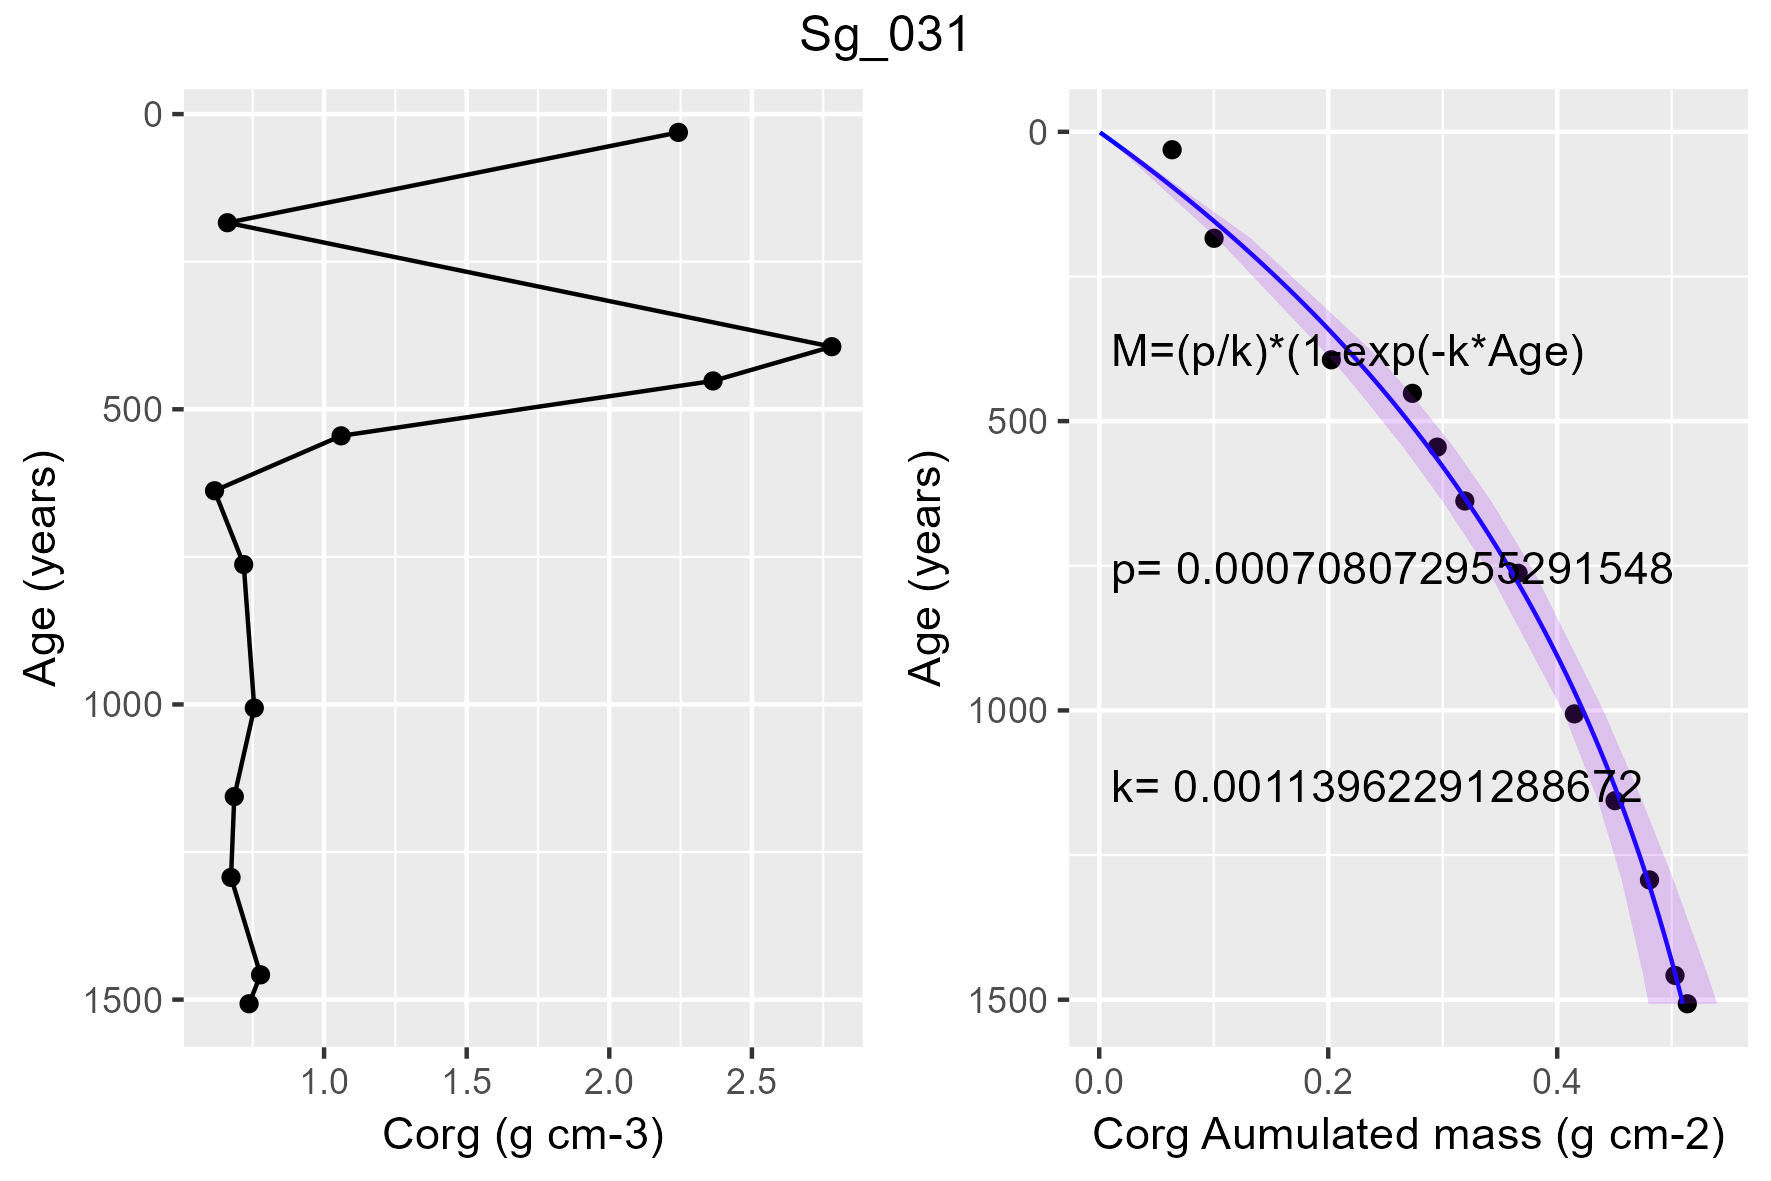 Sg_031
0
500
1000
1500
Age (years)
1.0 1.5 2.0 2.5
Corg (g cm-3)
0
500
1000
1500
Age (years)
M=(p/k)*(1-exp(-k*Age)
p= 0.000708072955291548
k= 0.00113962291288672
0.0 0.2 0.4
Corg Aumulated mass (g cm-2)